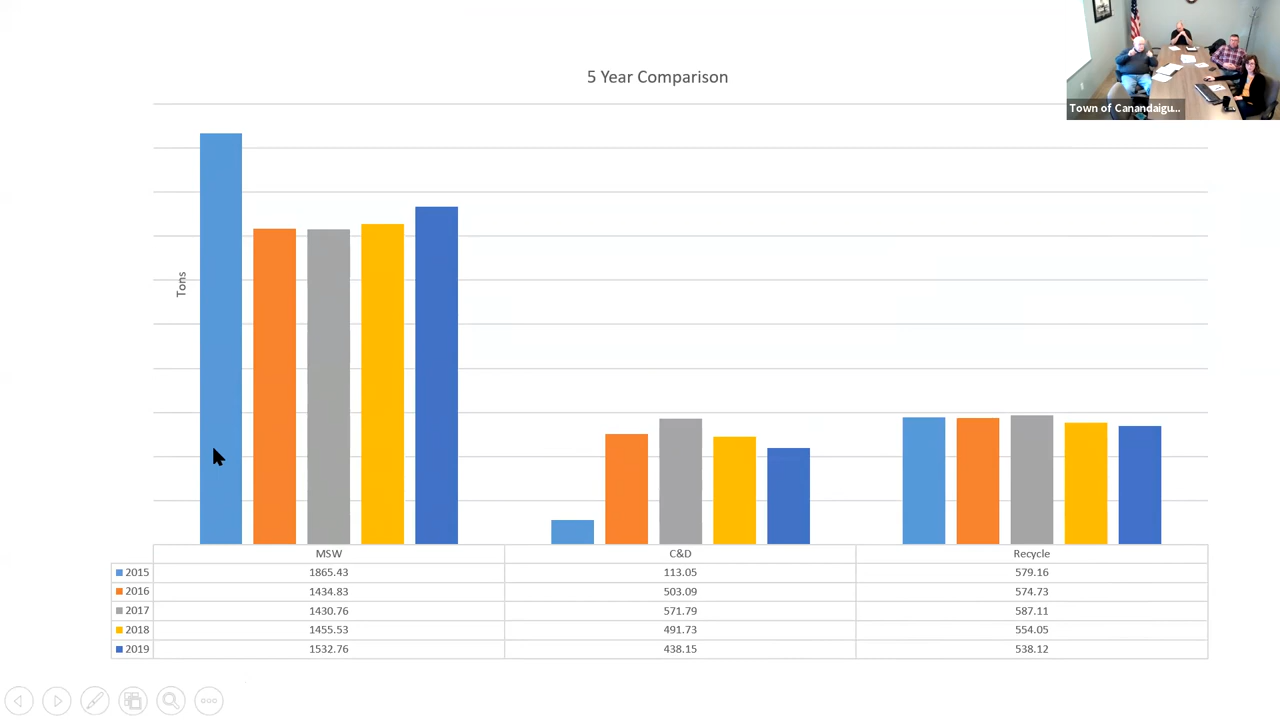 5 Year Comparison
Town of Canandaigu...
Tons
MSW C&D Recycle
2015 1865.43 113.05 579.16
2016 1434.83 503.09 574.73
2017 1430.76 571.79 587.11
2018 1455.53 491.73 554.05
2019 1532.76 438.15 538.12